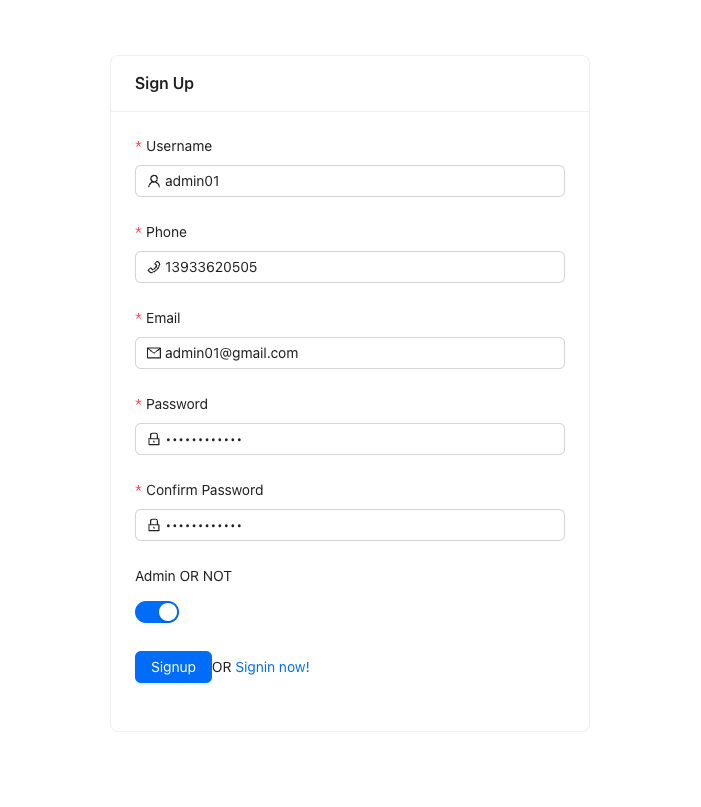 Sign Up
* Username
admin01
* Phone
13933620505
* Email
admin01@gmail.com
* Password
••••••••••••
* Confirm Password
••••••••••••
Admin OR NOT
Signup OR Signin now!